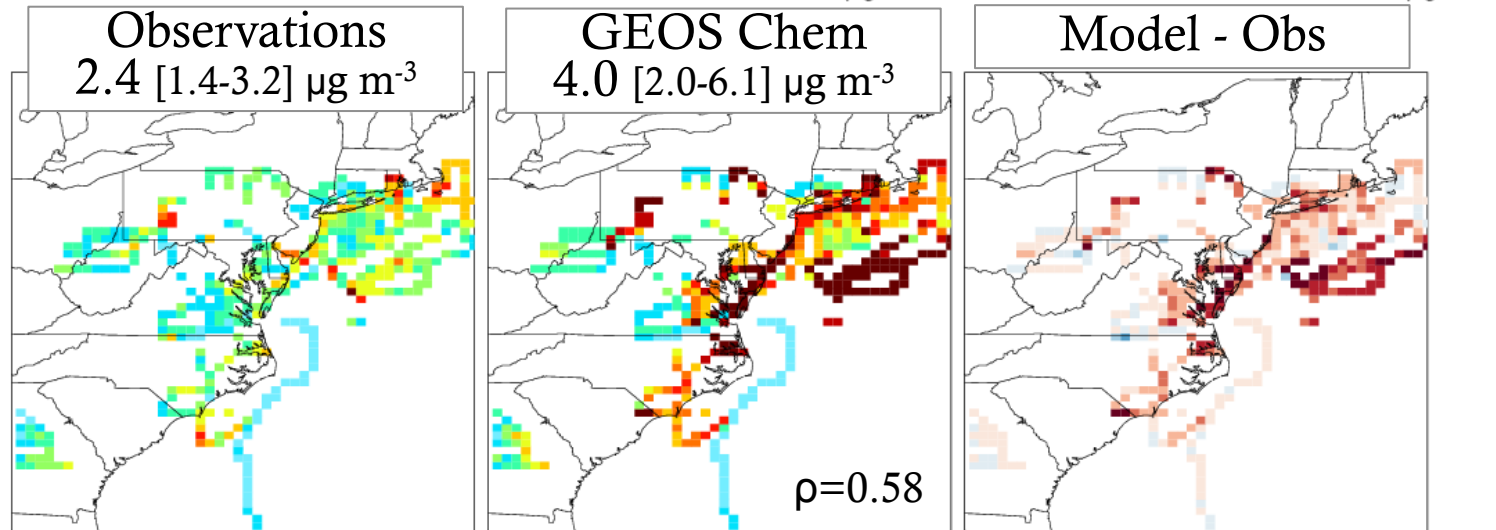 Observations
2.4 [1.4-3.2] µg m-3
GEOS Chem
4.0 [2.0-6.1] µg m-3
Model - Obs
ρ=0.58